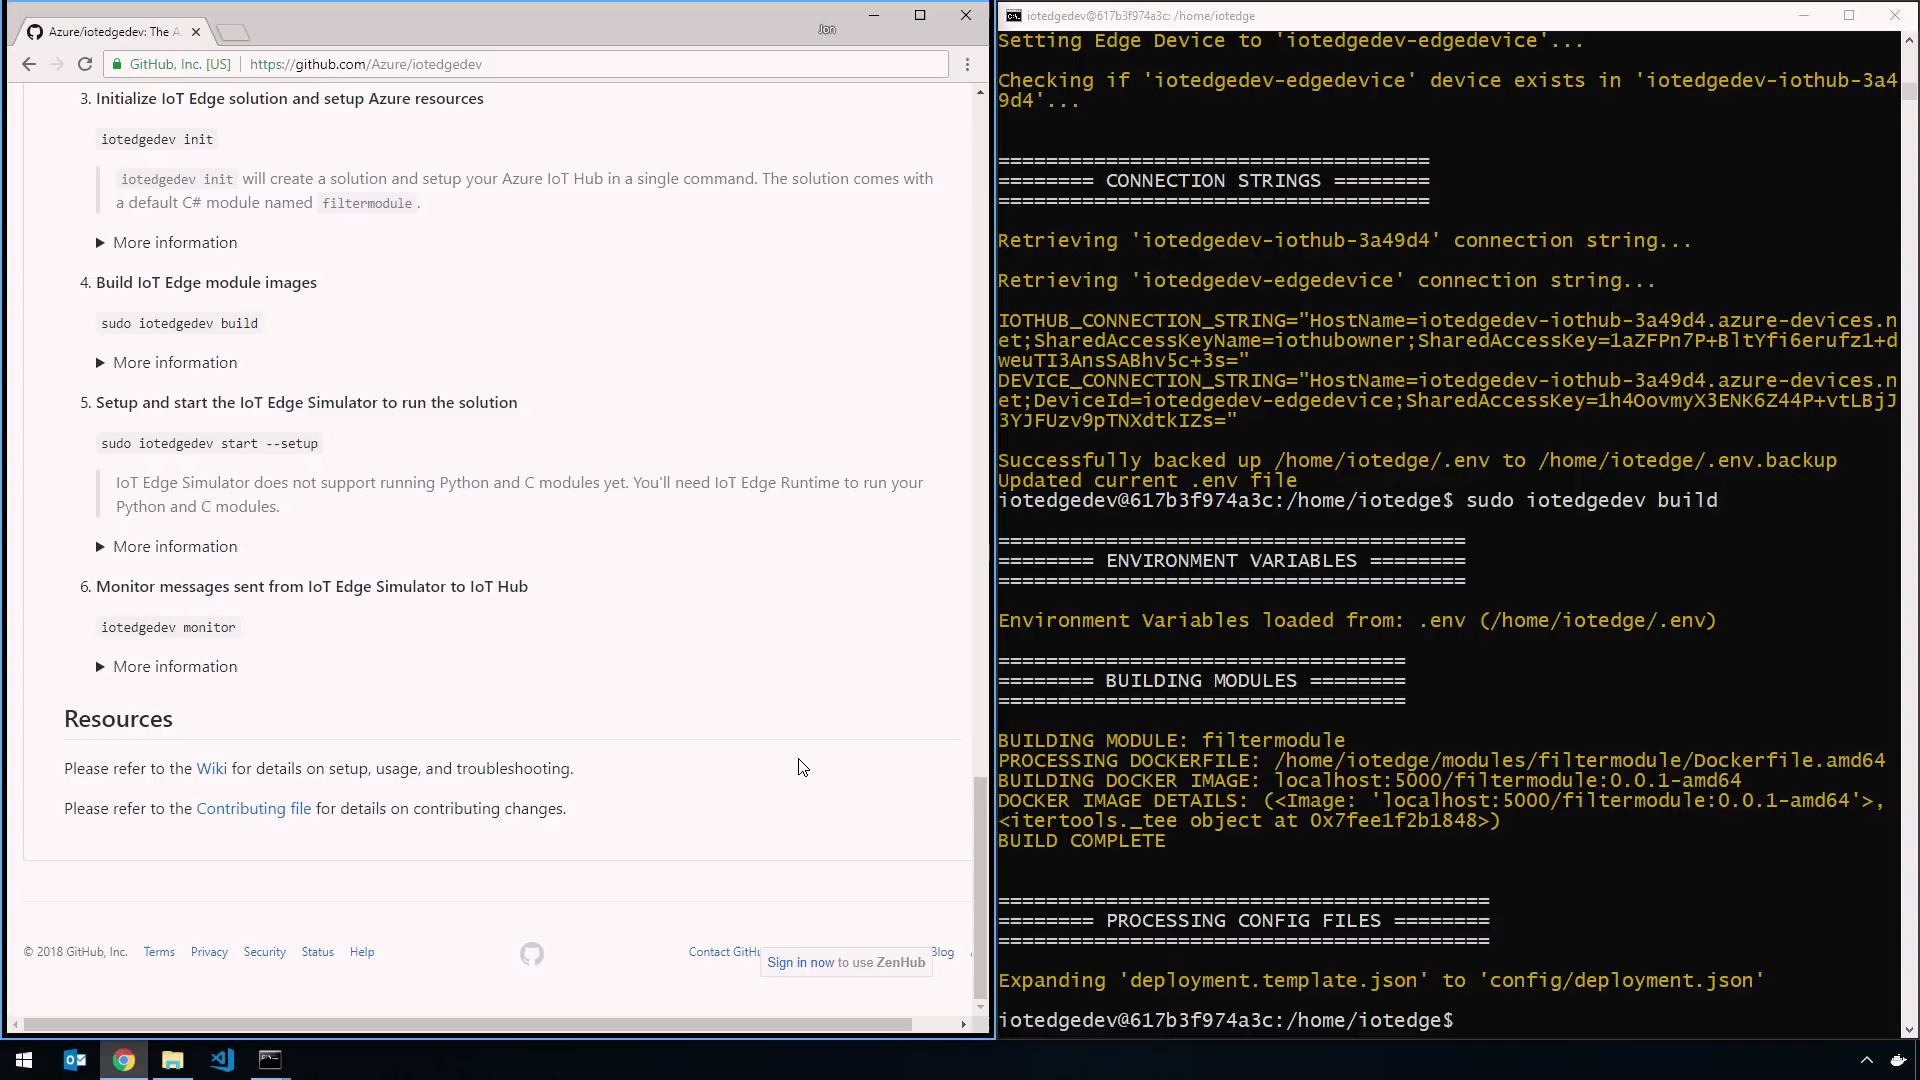 Azure/iotedgedev: The A
Jon
GitHub, Inc. [US]
https://github.com/Azure/iotedgedev
3. Initialize IoT Edge solution and setup Azure resources
iotedgedev init
iotedgedev init will create a solution and setup your Azure IoT Hub in a single command. The solution comes with
a default C# module named filtermodule.
More information
4. Build IoT Edge module images
sudo iotedgedev build
More information
5. Setup and start the IoT Edge Simulator to run the solution
sudo iotedgedev start --setup
IoT Edge Simulator does not support running Python and C modules yet. You'll need IoT Edge Runtime to run your
Python and C modules.
More information
6. Monitor messages sent from IoT Edge Simulator to IoT Hub
iotedgedev monitor
More information
Resources
Please refer to the Wiki for details on setup, usage, and troubleshooting.
Please refer to the Contributing file for details on contributing changes.
© 2018 GitHub, Inc. Terms Privacy Security Status Help
Contact GitHu
Blog
Sign in now to use ZenHub
iotedgedev@617b3f974a3c: /home/iotedge
Setting Edge Device to 'iotedgedev-edgedevice'...
Checking if 'iotedgedev-edgedevice' device exists in 'iotedgedev-iothub-3a4
9d4'...
====================================
======== CONNECTION STRINGS ========
====================================
Retrieving 'iotedgedev-iothub-3a49d4' connection string...
Retrieving 'iotedgedev-edgedevice' connection string...
IOTHUB_CONNECTION_STRING="HostName=iotedgedev-iothub-3a49d4.azure-devices.n
et;SharedAccessKeyName=iothubowner;SharedAccessKey=1aZFPn7P+BltYfi6erufz1+d
weuTI3AnsSABhv5c+3s="
DEVICE_CONNECTION_STRING="HostName=iotedgedev-iothub-3a49d4.azure-devices.n
et;DeviceId=iotedgedev-edgedevice;SharedAccessKey=1h4OovmyX3ENK6Z44P+vtLBjJ
3YJFUzv9pTNXdtkIZs="
Successfully backed up /home/iotedge/.env to /home/iotedge/.env.backup
Updated current .env file
iotedgedev@617b3f974a3c:/home/iotedge$ sudo iotedgedev build
=======================================
======== ENVIRONMENT VARIABLES ========
=======================================
Environment Variables loaded from: .env (/home/iotedge/.env)
==================================
======== BUILDING MODULES ========
==================================
BUILDING MODULE: filtermodule
PROCESSING DOCKERFILE: /home/iotedge/modules/filtermodule/Dockerfile.amd64
BUILDING DOCKER IMAGE: localhost:5000/filtermodule:0.0.1-amd64
DOCKER IMAGE DETAILS: (<Image: 'localhost:5000/filtermodule:0.0.1-amd64'>,
<itertools._tee object at 0x7fee1f2b1848>)
BUILD COMPLETE
=========================================
======== PROCESSING CONFIG FILES ========
=========================================
Expanding 'deployment.template.json' to 'config/deployment.json'
iotedgedev@617b3f974a3c:/home/iotedge$